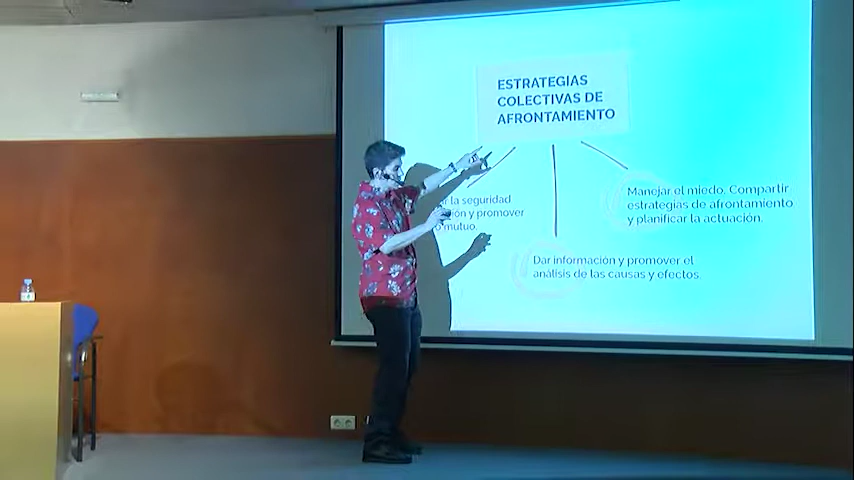 ESTRATEGIAS
COLECTIVAS DE
AFRONTAMIENTO
la seguridad
y promover
mutuo.
Manejar el miedo. Compartir
estrategias de afrontamiento
y planificar la actuación.
Dar información y promover el
análisis de las causas y efectos.